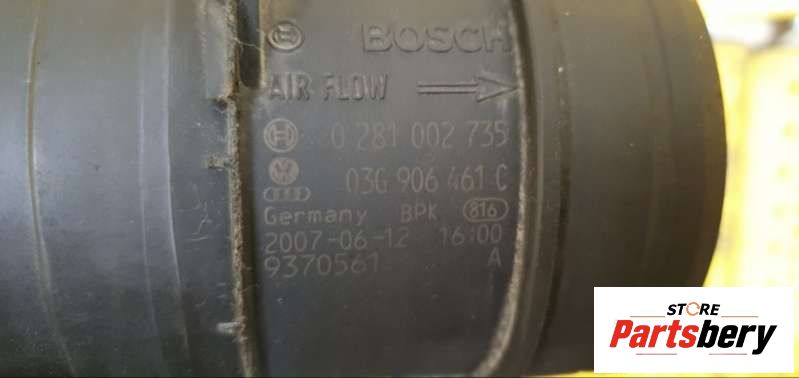 BOSCH
AIR FLOW
0 281 002 735
03G 906 461 C
Germany BPK 816
2007-06-12 16:00
9370561 A
STORE
Partsbery